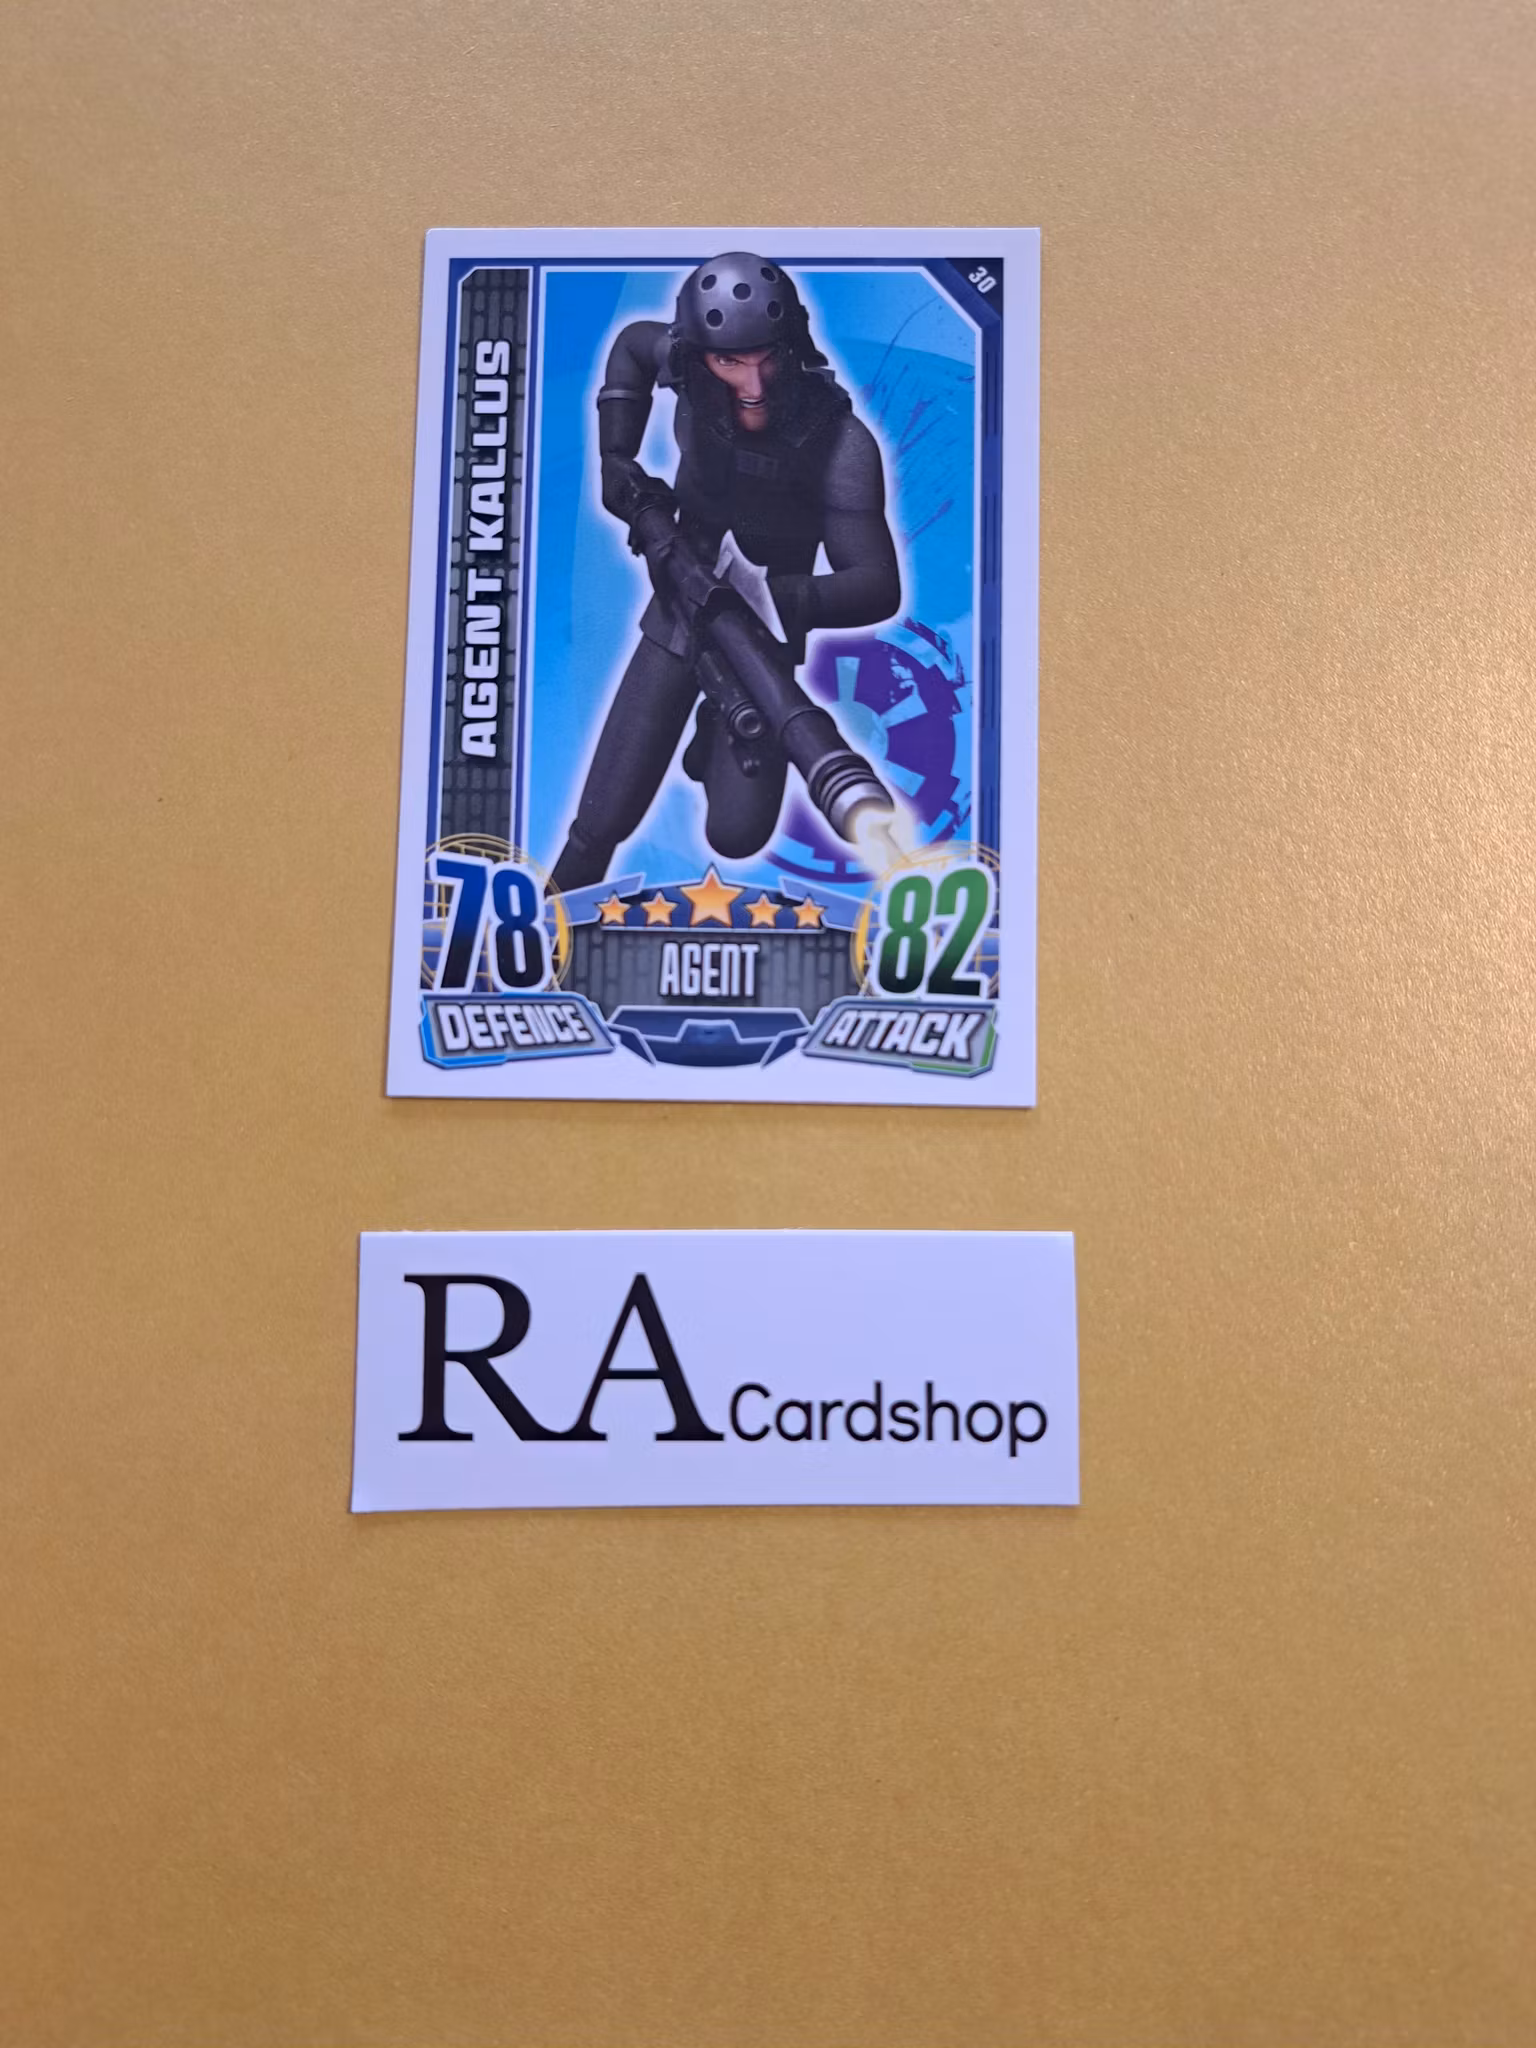 30
AGENT KALLUS
78
82
AGENT
DEFENCE
ATTACK
RA Cardshop